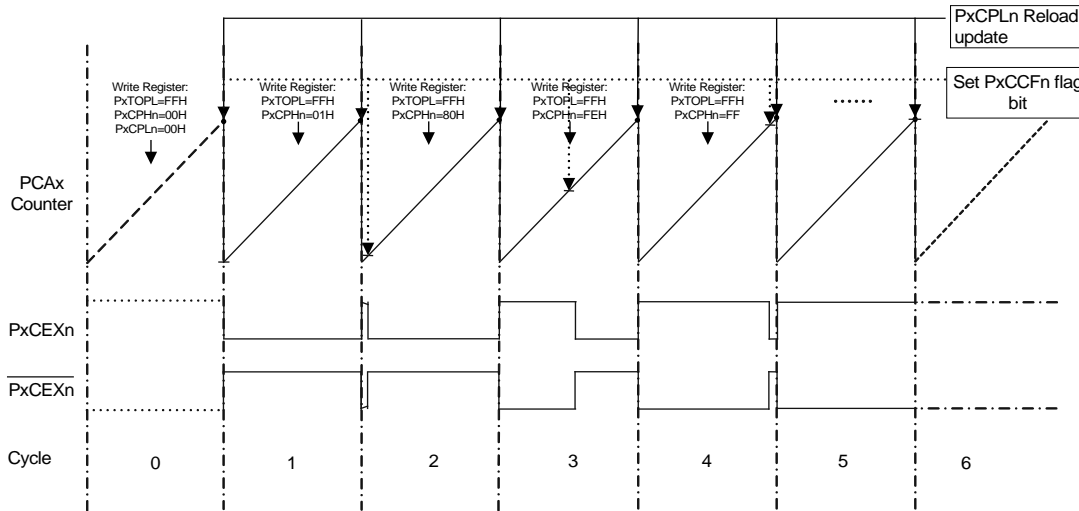 PxCPLn Reload
update
Set PxCCFn flag
bit
Write Register:
PxTOPL=FFH
PxCPHn=00H
PxCPLn=00H
Write Register:
PxTOPL=FFH
PxCPHn=01H
Write Register:
PxTOPL=FFH
PxCPHn=80H
Write Register:
PxTOPL=FFH
PxCPHn=FEH
Write Register:
PxTOPL=FFH
PxCPHn=FF
......
PCAx
Counter
PxCEXn
PxCEXn
Cycle
0 1 2 3 4 5 6